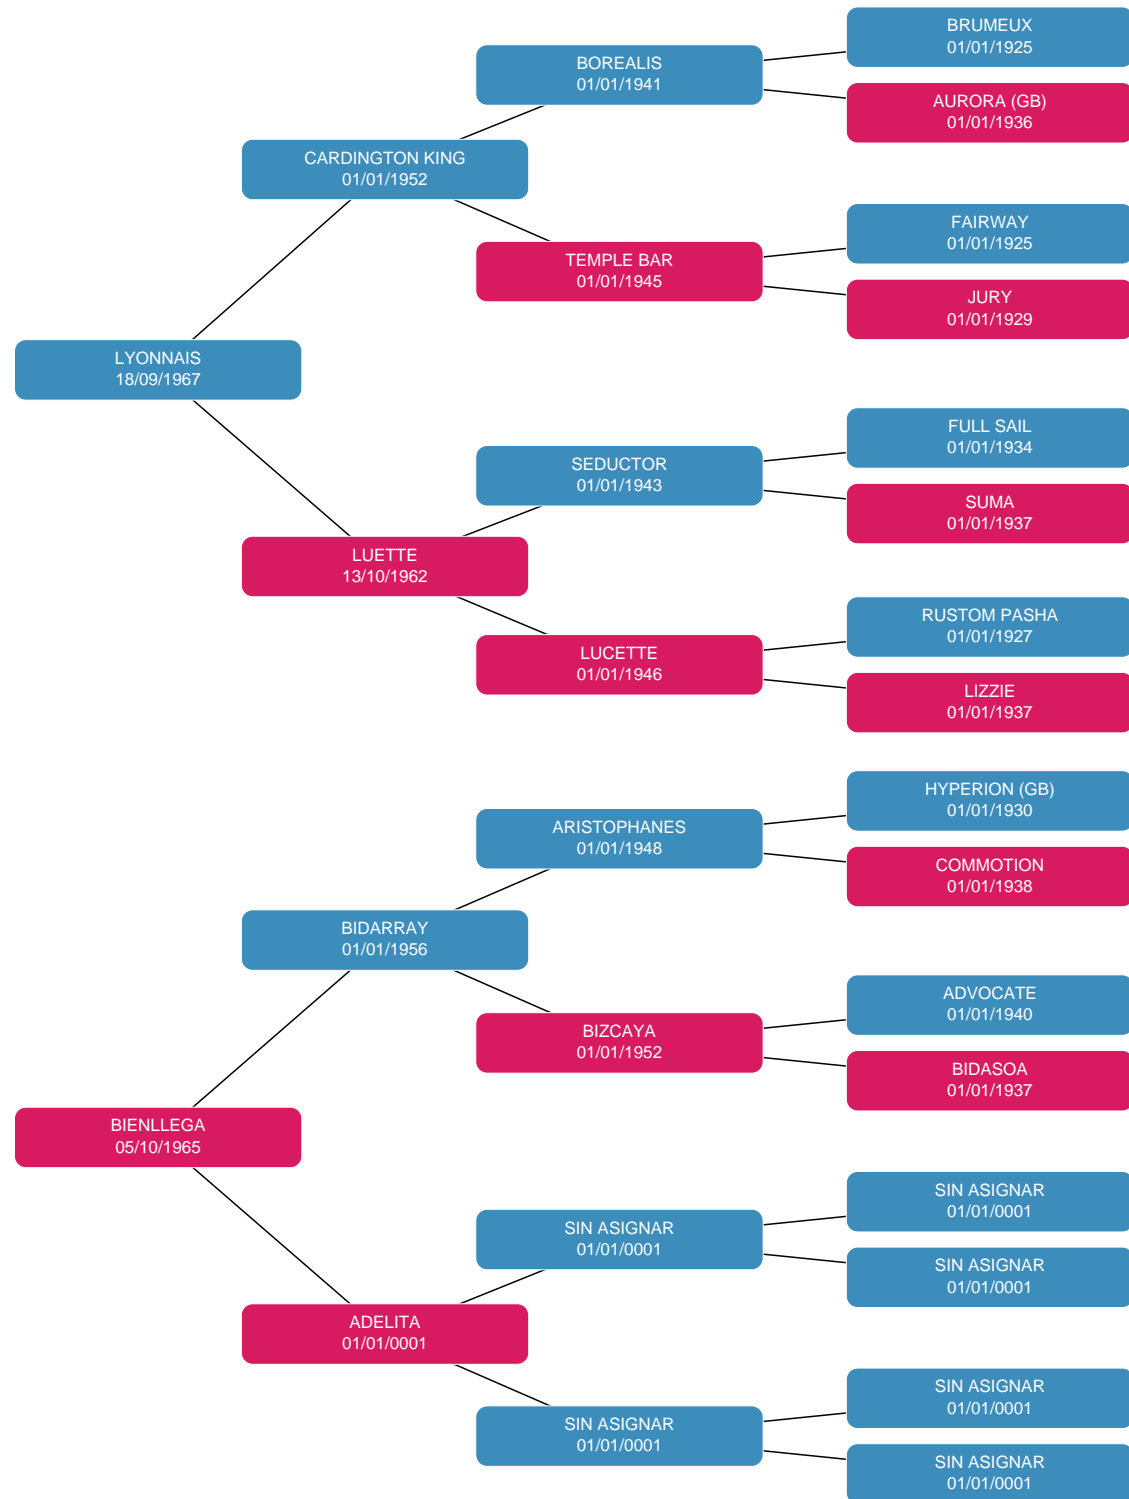 BRUMEUX
01/01/1925
BOREALIS
01/01/1941
AURORA (GB)
01/01/1936
CARDINGTON KING
01/01/1952
FAIRWAY
01/01/1925
TEMPLE BAR
01/01/1945
JURY
01/01/1929
LYONNAIS
18/09/1967
FULL SAIL
01/01/1934
SEDUCTOR
01/01/1943
SUMA
01/01/1937
LUETTE
13/10/1962
RUSTOM PASHA
01/01/1927
LUCETTE
01/01/1946
LIZZIE
01/01/1937
HYPERION (GB)
01/01/1930
ARISTOPHANES
01/01/1948
COMMOTION
01/01/1938
BIDARRAY
01/01/1956
ADVOCATE
01/01/1940
BIZCAYA
01/01/1952
BIDASOA
01/01/1937
BIENLLEGA
05/10/1965
SIN ASIGNAR
01/01/0001
SIN ASIGNAR
01/01/0001
SIN ASIGNAR
01/01/0001
ADELITA
01/01/0001
SIN ASIGNAR
01/01/0001
SIN ASIGNAR
01/01/0001
SIN ASIGNAR
01/01/0001